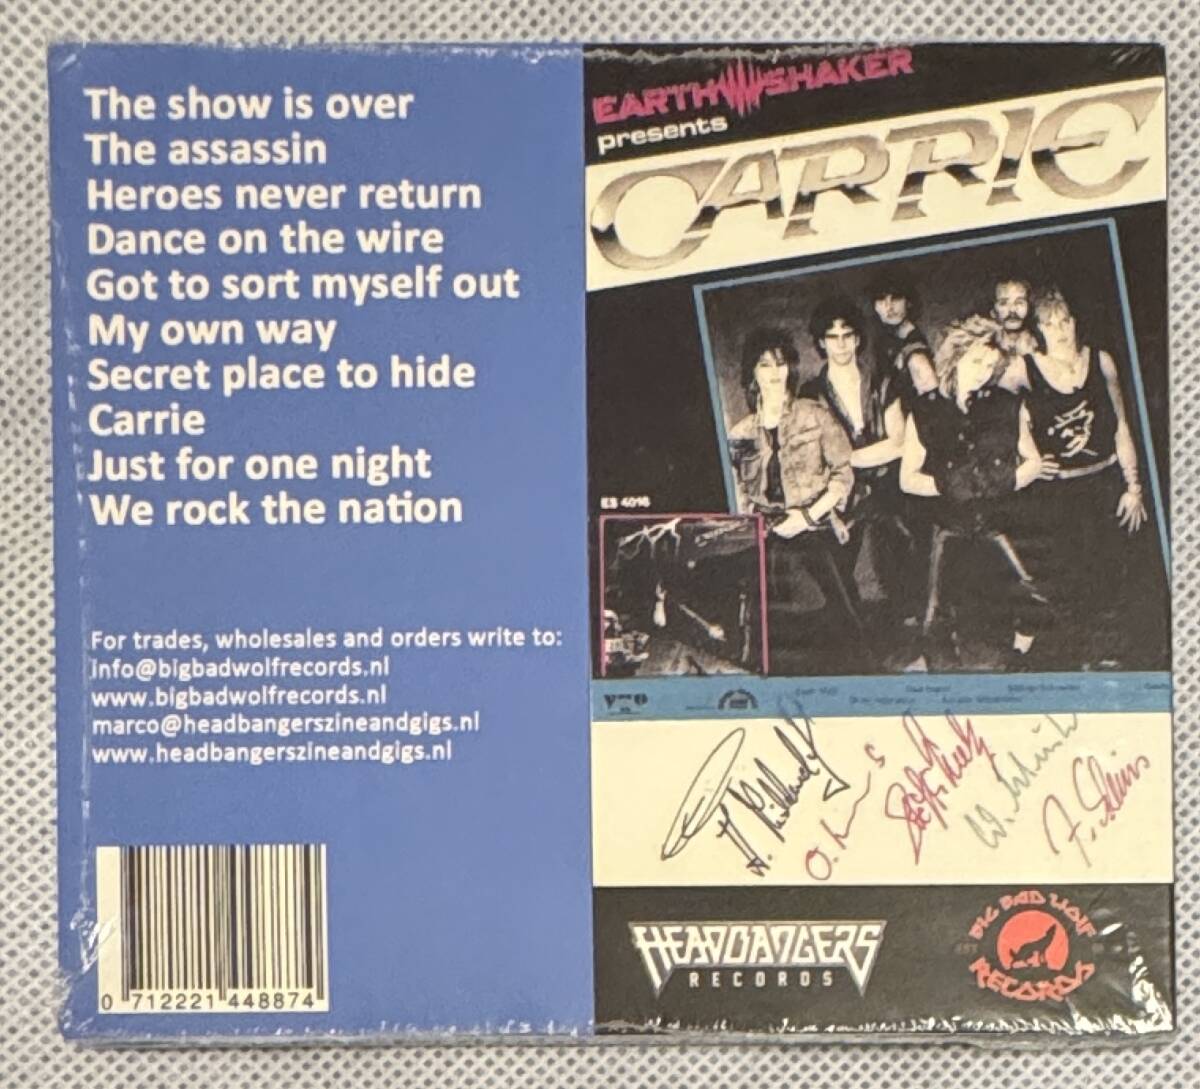 The show is over
The assassin
Heroes never return
Dance on the wire
Got to sort myself out
My own way
Secret place to hide
Carrie
Just for one night
We rock the nation
For trades, wholesales and orders write to:
info@bigbadwolfrecords.nl
www.bigbadwolfrecords.nl
marco@headbangerszineandgigs.nl
www.headbangerszineandgigs.nl
0 712221 448874
EARTHSHAKER
presents
CARRIE
ES 4016
HEADBANGERS
RECORDS
BIG BAD WOLF
RECORDS